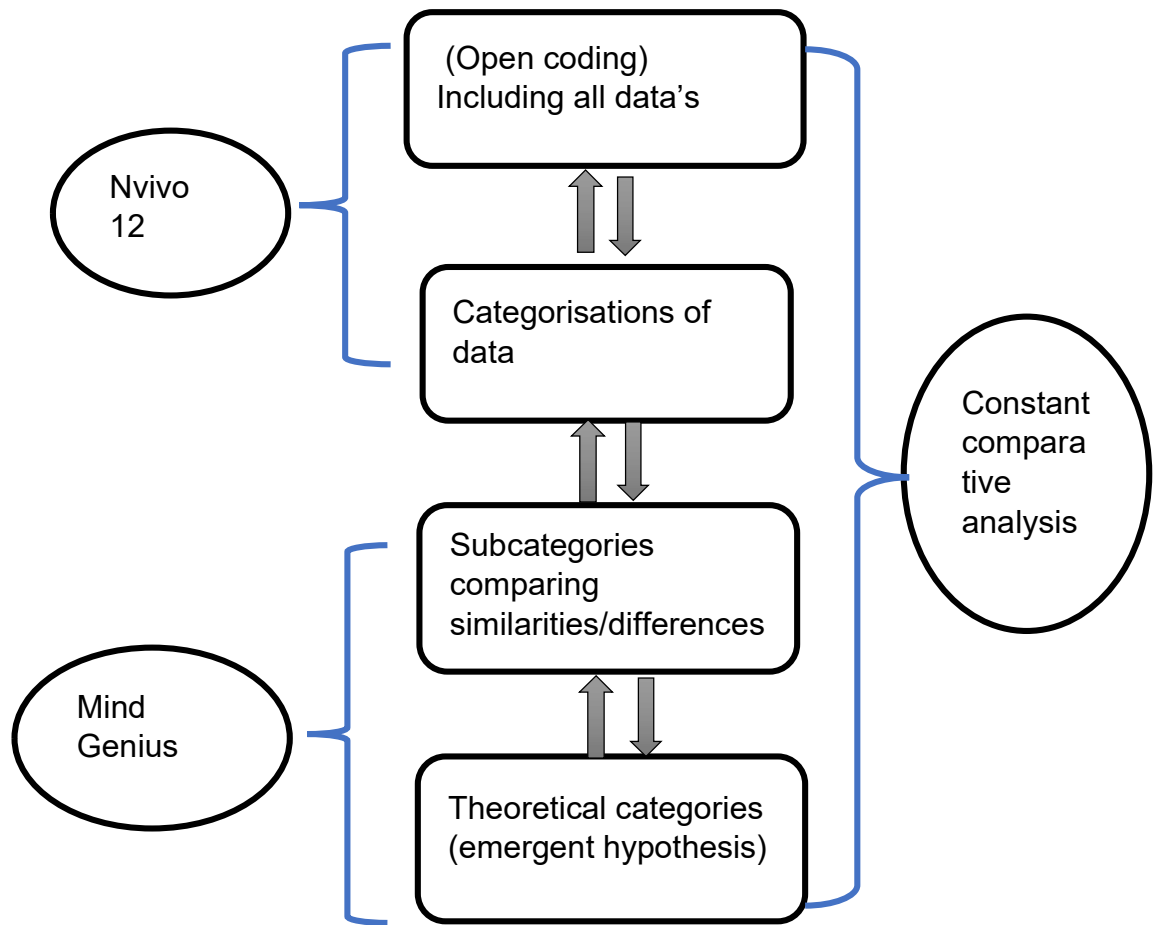 (Open coding)
Including all data’s
Nvivo
12
Categorisations of
data
Constant
compara
tive
analysis
Subcategories
comparing
similarities/differences
Mind
Genius
Theoretical categories
(emergent hypothesis)